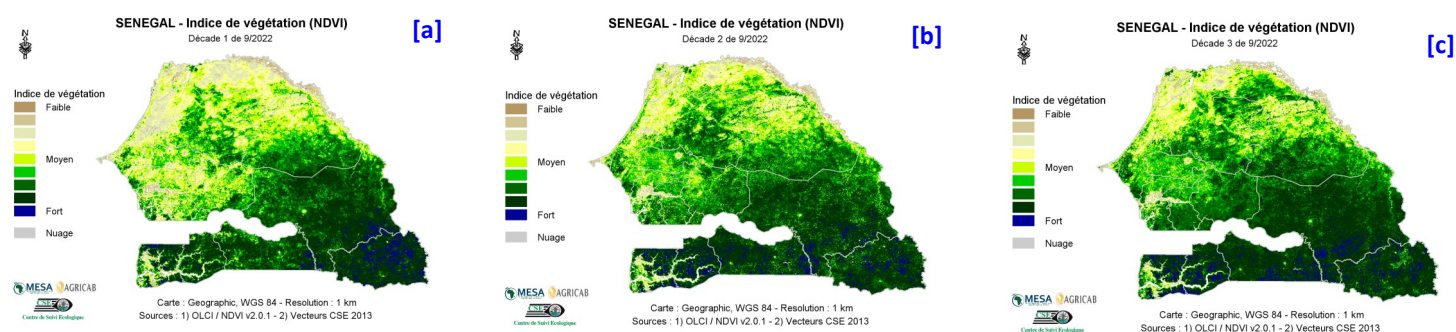 SENEGAL - Indice de végétation (NDVI)
Décade 1 de 9/2022
[a]
N
Indice de végétation
Faible
Moyen
Fort
Nuage
MESA AGRICAB
CSE
Centre de Suivi Ecologique
Carte : Geographic, WGS 84 - Resolution : 1 km
Sources : 1) OLCI / NDVI v2.0.1 - 2) Vecteurs CSE 2013
SENEGAL - Indice de végétation (NDVI)
Décade 2 de 9/2022
[b]
N
Indice de végétation
Faible
Moyen
Fort
Nuage
MESA AGRICAB
CSE
Centre de Suivi Ecologique
Carte : Geographic, WGS 84 - Resolution : 1 km
Sources : 1) OLCI / NDVI v2.0.1 - 2) Vecteurs CSE 2013
SENEGAL - Indice de végétation (NDVI)
Décade 3 de 9/2022
[c]
N
Indice de végétation
Faible
Moyen
Fort
Nuage
MESA AGRICAB
CSE
Centre de Suivi Ecologique
Carte : Geographic, WGS 84 - Resolution : 1 km
Sources : 1) OLCI / NDVI v2.0.1 - 2) Vecteurs CSE 2013